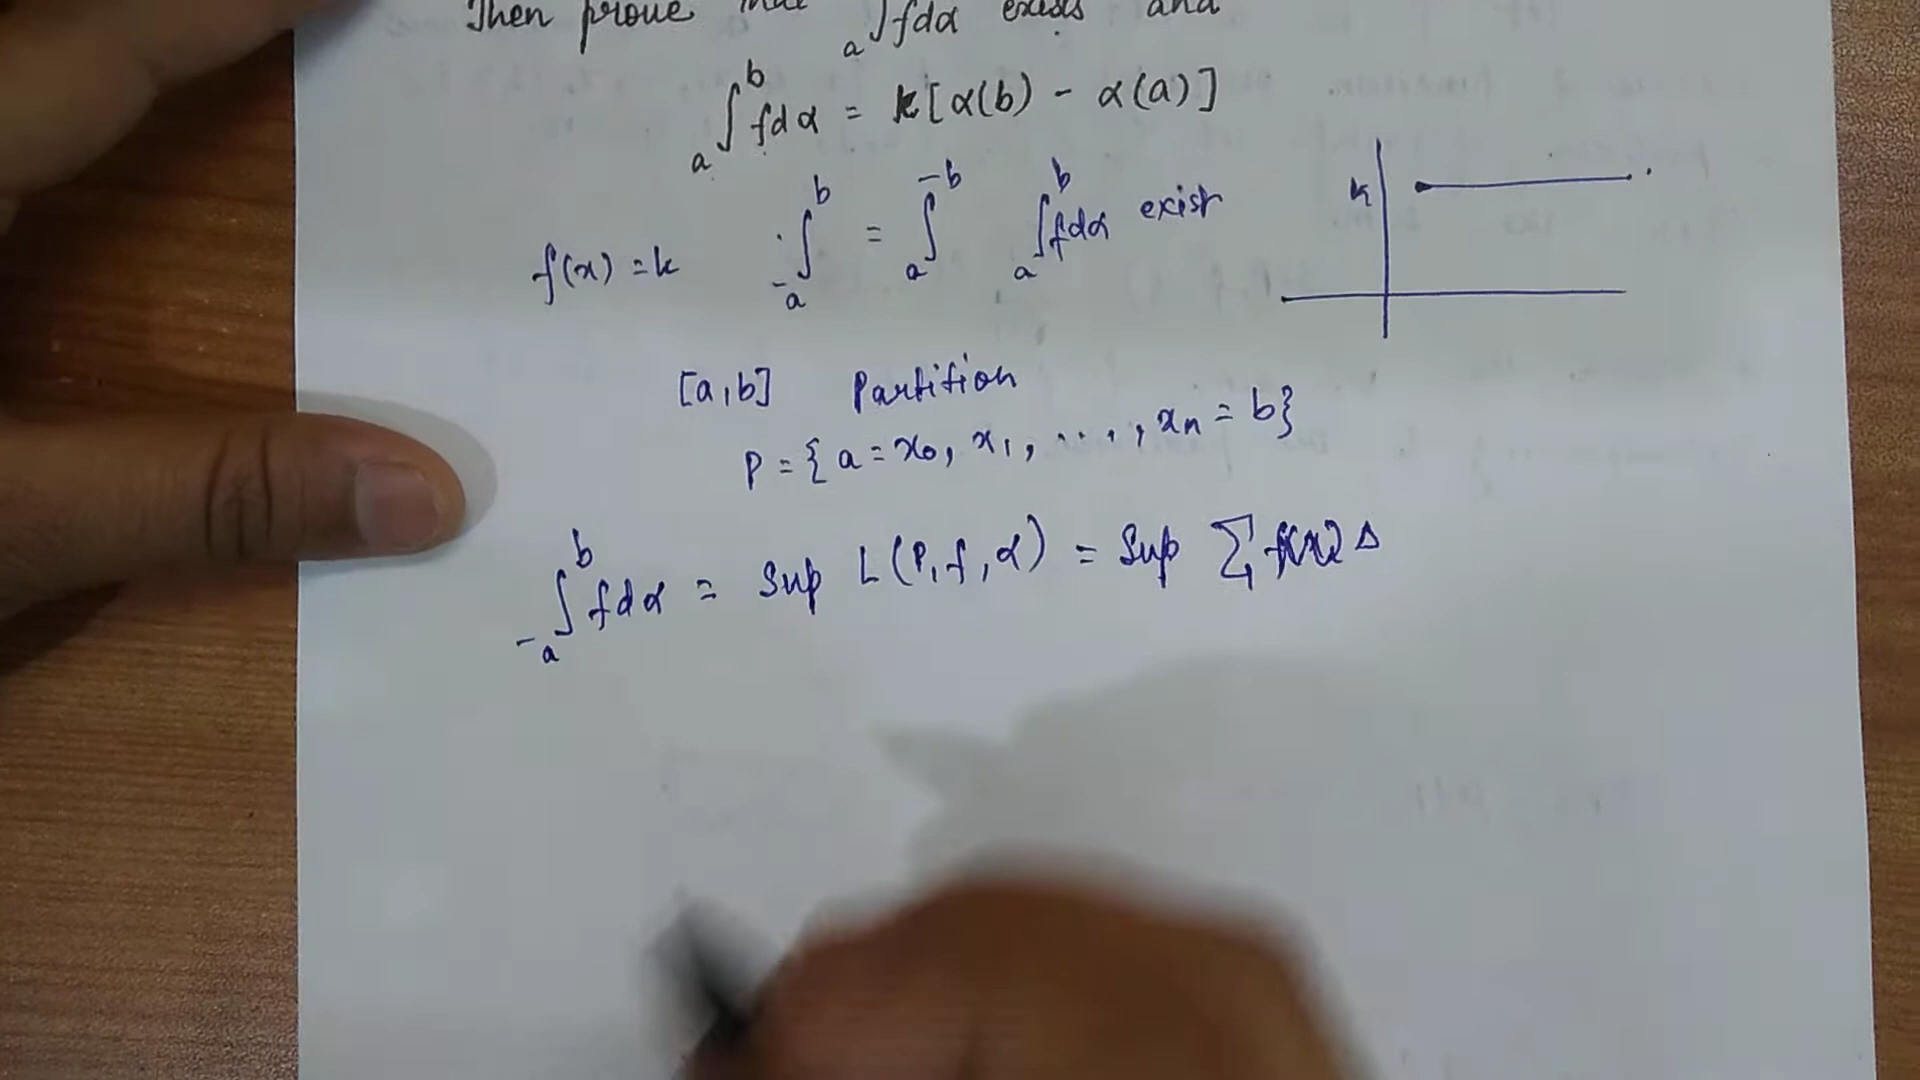 Then prove that a∫fdα exists and
a∫b fdα = k[α(b) - α(a)]
f(x) = k -a∫b = a∫-b a∫b fdα exist
k
[a,b] Partition
P = { a = x0, x1, ...., xn = b}
-a∫b fdα = Sup L(P,f,α) = Sup ∑ Δ